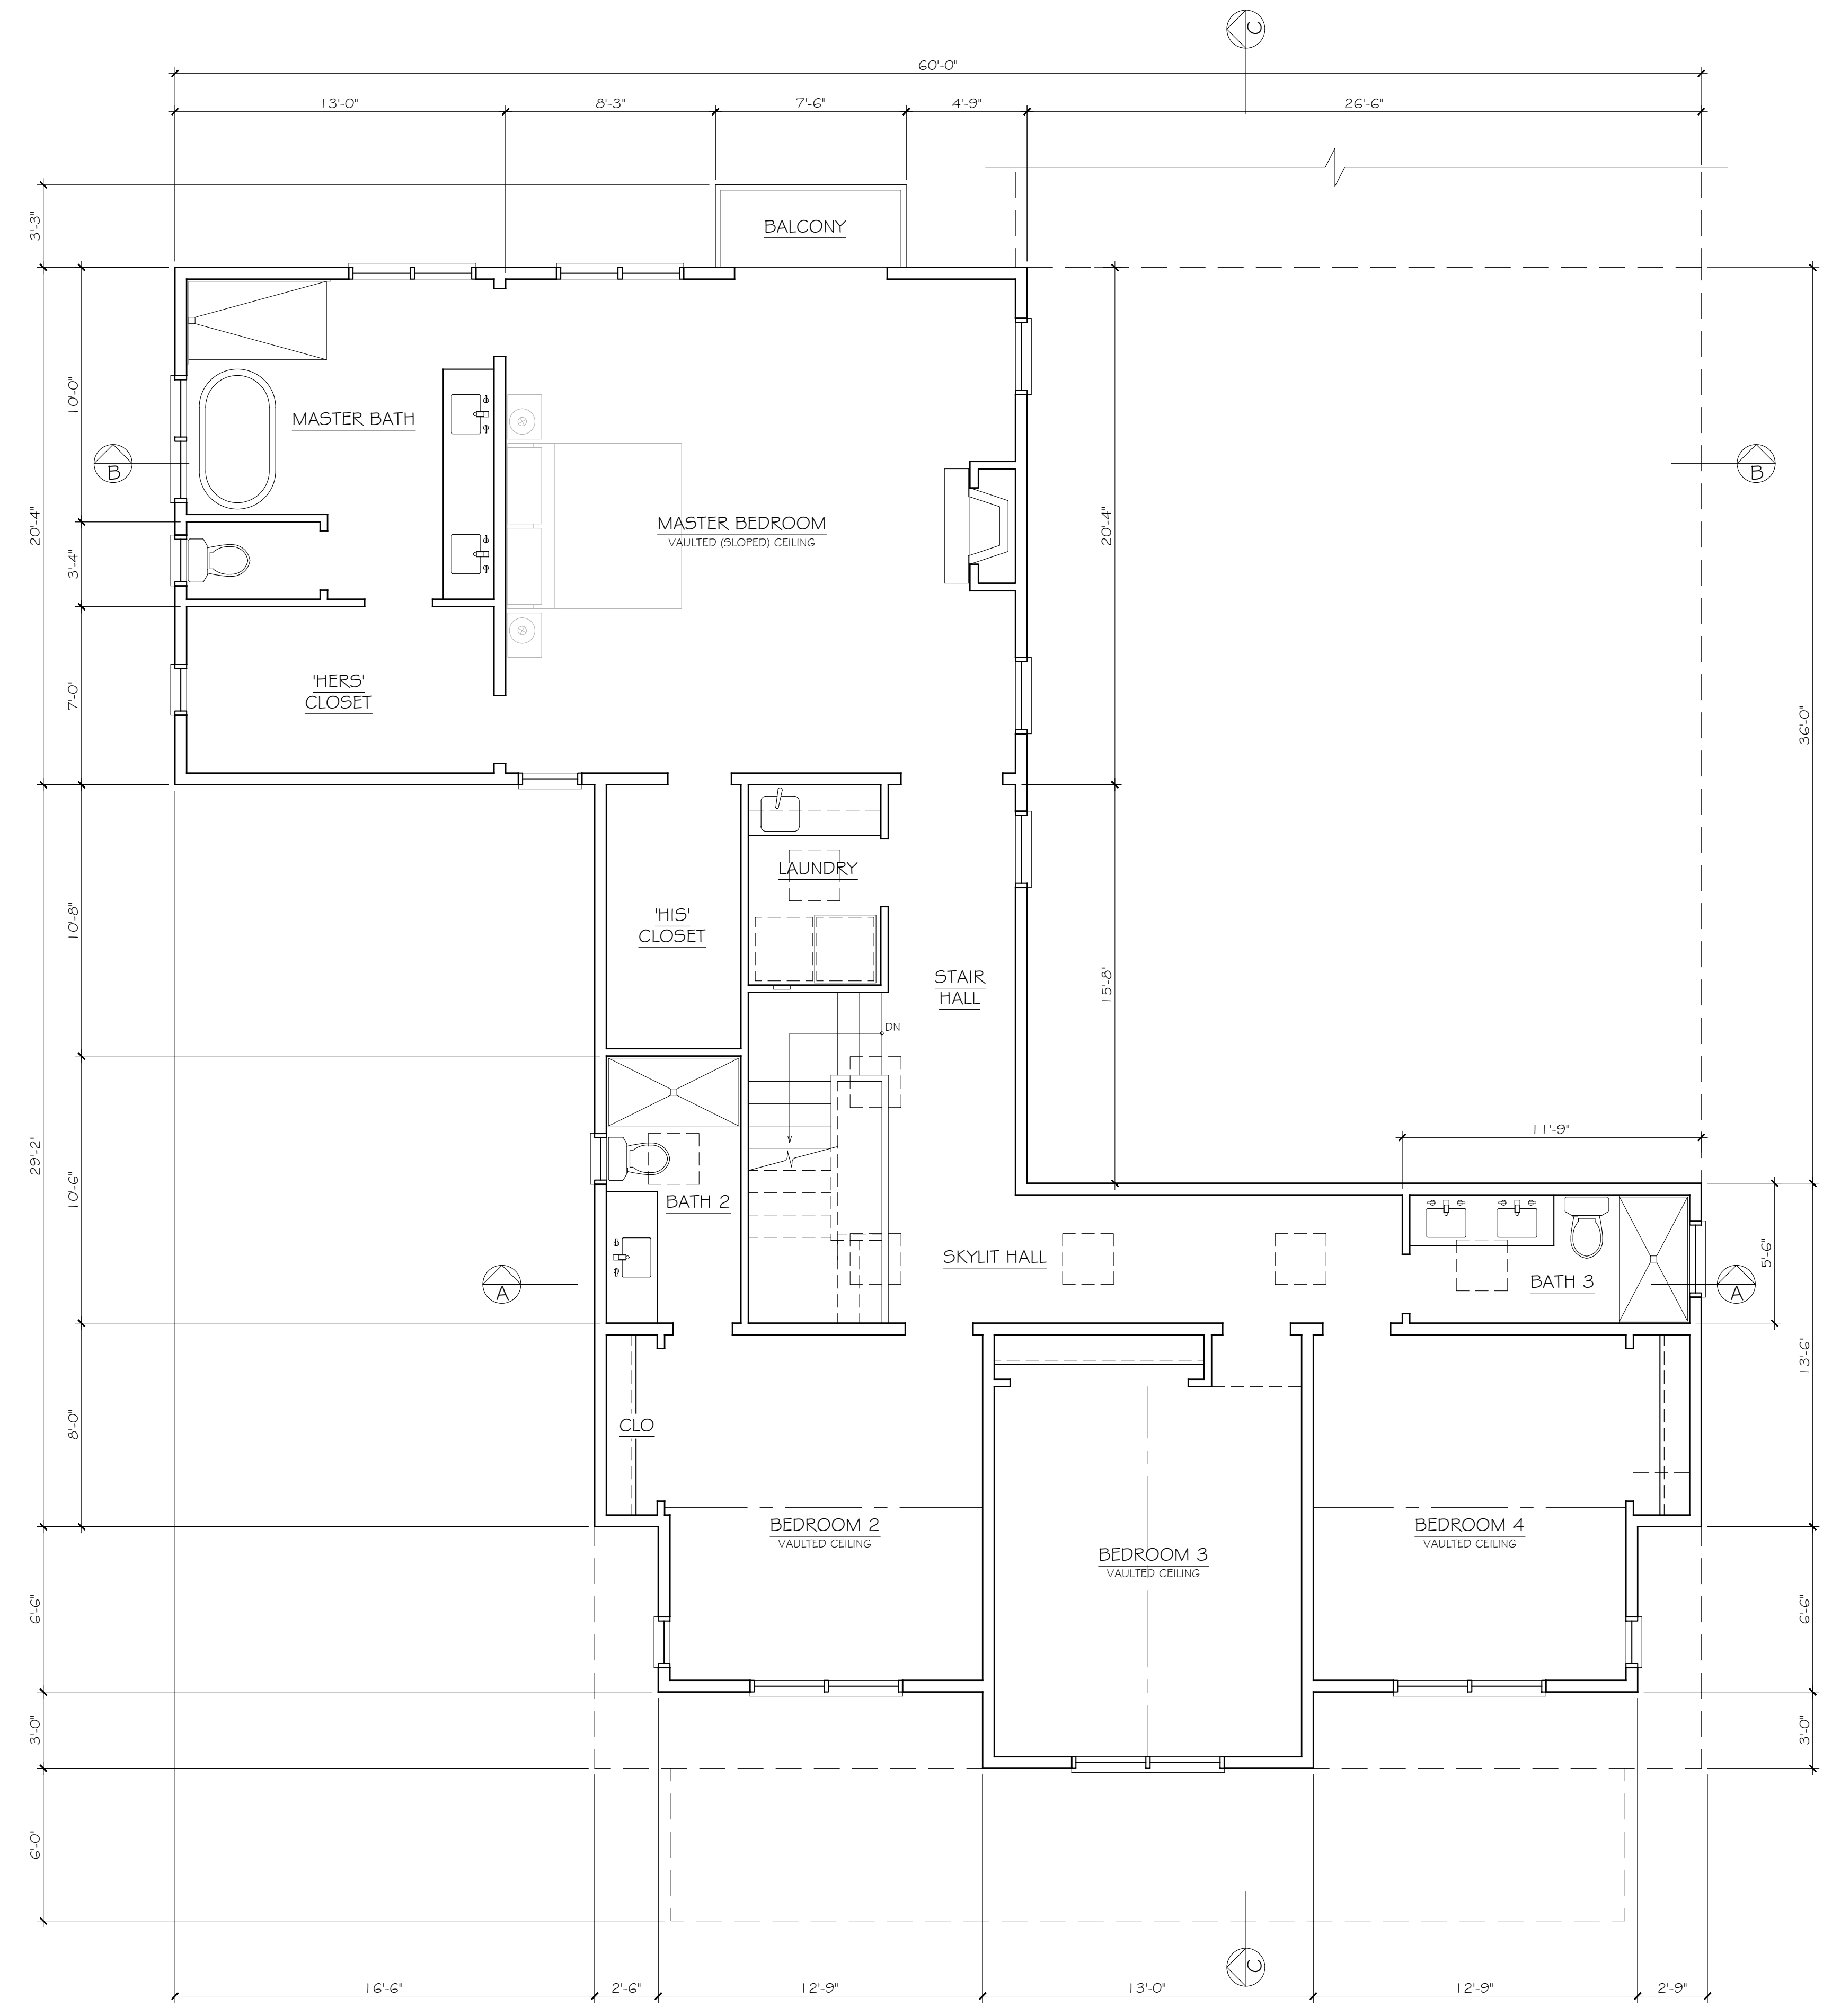 C
60'-0"
13'-0"
8'-3"
7'-6"
4'-9"
26'-6"
3'-3"
BALCONY
10'-0"
MASTER BATH
B
B
20'-4"
MASTER BEDROOM
VAULTED (SLOPED) CEILING
20'-4"
3'-4"
7'-0"
'HERS'
CLOSET
36'-0"
LAUNDRY
10'-8"
'HIS'
CLOSET
STAIR
HALL
15'-8"
DN
11'-9"
29'-2"
10'-6"
BATH 2
SKYLIT HALL
5'-6"
BATH 3
A
A
13'-6"
8'-0"
CLO
BEDROOM 2
VAULTED CEILING
BEDROOM 4
VAULTED CEILING
BEDROOM 3
VAULTED CEILING
6'-6"
6'-6"
3'-0"
3'-0"
6'-0"
C
16'-6"
2'-6"
12'-9"
13'-0"
12'-9"
2'-9"